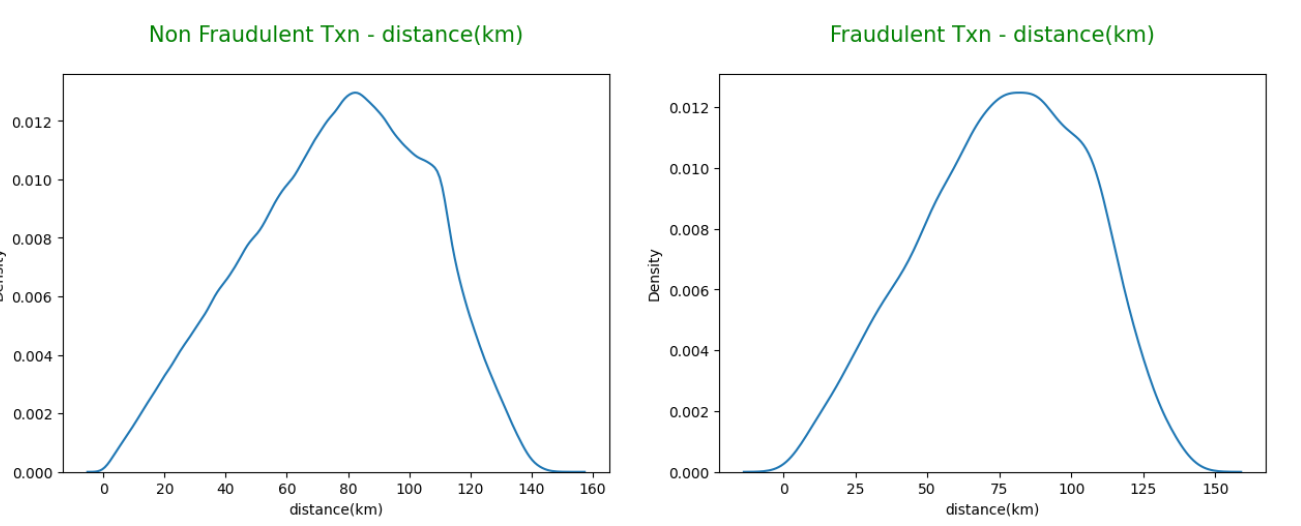 Non Fraudulent Txn - distance(km)
Density
0.012
0.010
0.008
0.006
0.004
0.002
0.000
0 20 40 60 80 100 120 140 160
distance(km)
Fraudulent Txn - distance(km)
Density
0.012
0.010
0.008
0.006
0.004
0.002
0.000
0 25 50 75 100 125 150
distance(km)